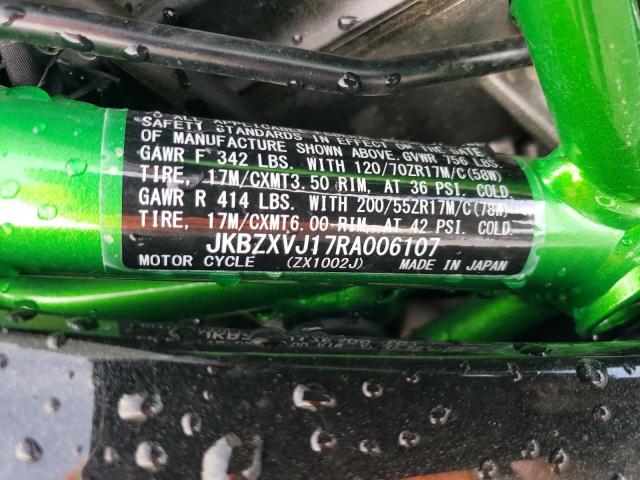 O ALL APPLICABLE
SAFETY STANDARDS IN EFFECT ON THE DATE
OF MANUFACTURE SHOWN ABOVE. GVWR 756 LBS.
GAWR F 342 LBS. WITH 120/70ZR17M/C(58W)
TIRE, 17M/CXMT3.50 RIM, AT 36 PSI. COLD.
GAWR R 414 LBS. WITH 200/55ZR17M/C(78W)
TIRE, 17M/CXMT6.00 RIM, AT 42 PSI. COLD.
JKBZXVJ17RA006107
MOTOR CYCLE (ZX1002J) MADE IN JAPAN